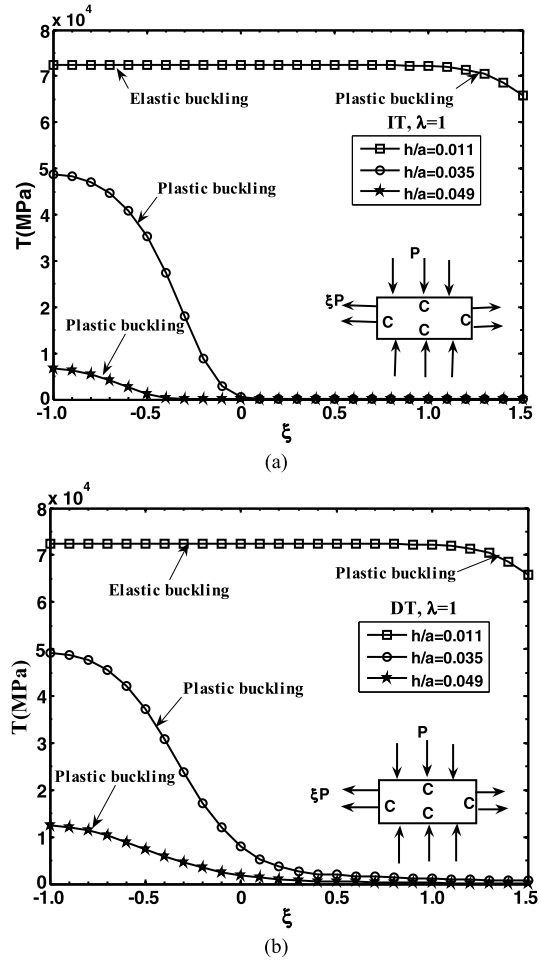 x 10 4
8
7
6
5
4
3
2
1
0
T(MPa)
Elastic buckling
Plastic buckling
IT, λ=1
h/a=0.011
h/a=0.035
h/a=0.049
Plastic buckling
Plastic buckling
P
ξP
C
C
C
C
-1.0 -0.5 0 0.5 1.0 1.5
ξ
(a)
x 10 4
8
7
6
5
4
3
2
1
0
T(MPa)
Elastic buckling
Plastic buckling
DT, λ=1
h/a=0.011
h/a=0.035
h/a=0.049
Plastic buckling
Plastic buckling
P
ξP
C
C
C
C
-1.0 -0.5 0 0.5 1.0 1.5
ξ
(b)